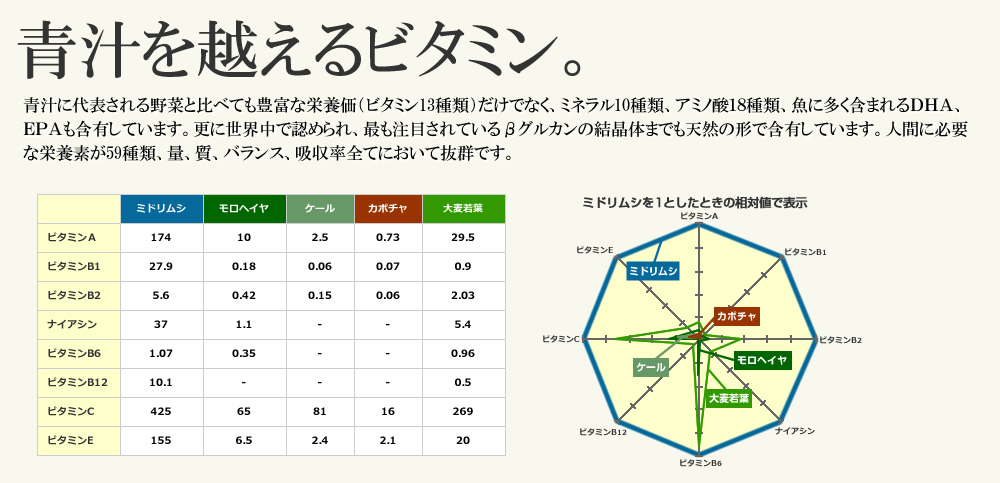 青汁を越えるビタミン。
青汁に代表される野菜と比べても豊富な栄養価（ビタミン13種類）だけでなく、ミネラル10種類、アミノ酸18種類、魚に多く含まれるDHA、
EPAも含有しています。更に世界中で認められ、最も注目されているβグルカンの結晶体までも天然の形で含有しています。人間に必要
な栄養素が59種類、量、質、バランス、吸収率全てにおいて抜群です。
ミドリムシ モロヘイヤ ケール カボチャ 大麦若葉
ビタミンA 174 10 2.5 0.73 29.5
ビタミンB1 27.9 0.18 0.06 0.07 0.9
ビタミンB2 5.6 0.42 0.15 0.06 2.03
ナイアシン 37 1.1 - - 5.4
ビタミンB6 1.07 0.35 - - 0.96
ビタミンB12 10.1 - - - 0.5
ビタミンC 425 65 81 16 269
ビタミンE 155 6.5 2.4 2.1 20
ミドリムシを1としたときの相対値で表示
ビタミンA
ビタミンE
ビタミンB1
ミドリムシ
カボチャ
ビタミンC
ビタミンB2
モロヘイヤ
ケール
大麦若葉
ビタミンB12
ナイアシン
ビタミンB6